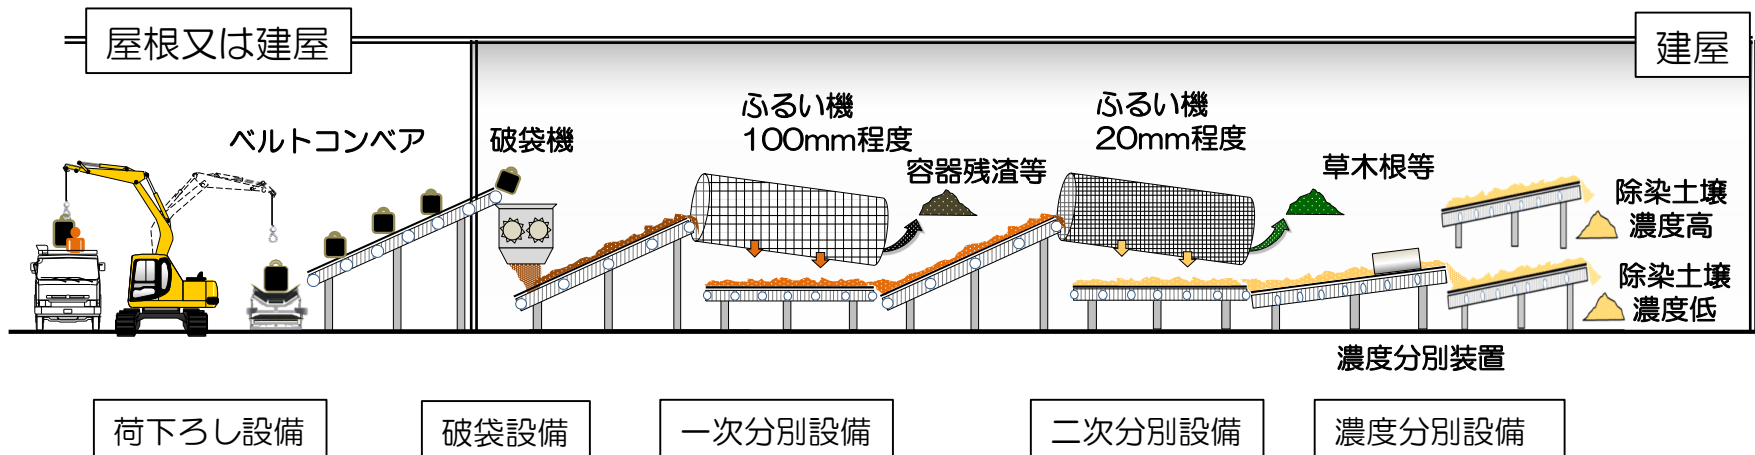 屋根又は建屋
建屋
ベルトコンベア
破袋機
ふるい機
100mm程度
容器残渣等
ふるい機
20mm程度
草木根等
除染土壌
濃度高
除染土壌
濃度低
濃度分別装置
荷下ろし設備
破袋設備
一次分別設備
二次分別設備
濃度分別設備